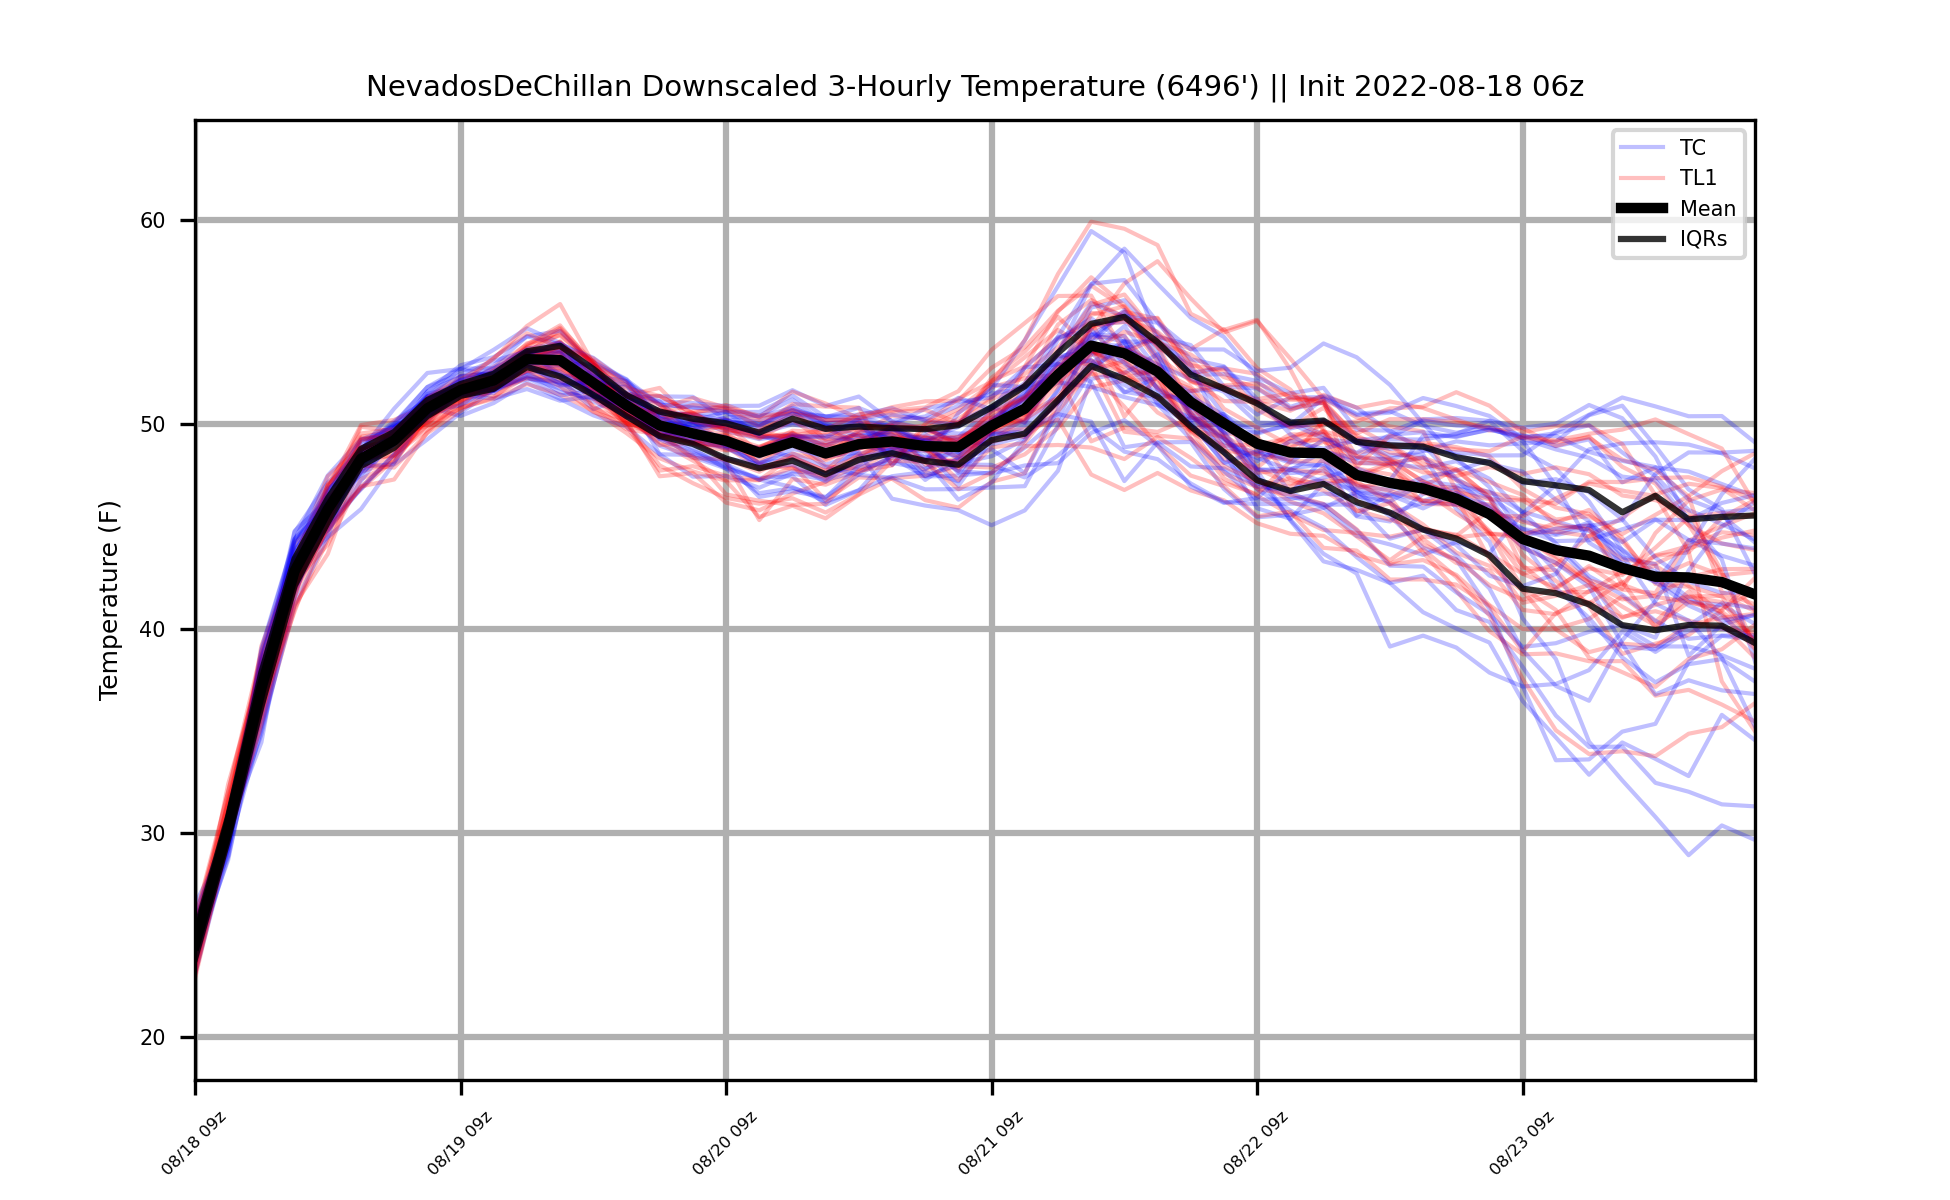 NevadosDeChillan Downscaled 3-Hourly Temperature (6496') || Init 2022-08-18 06z
TC
TL1
Mean
IQRs
Temperature (F)
60
50
40
30
20
08/18 09z
08/19 09z
08/20 09z
08/21 09z
08/22 09z
08/23 09z